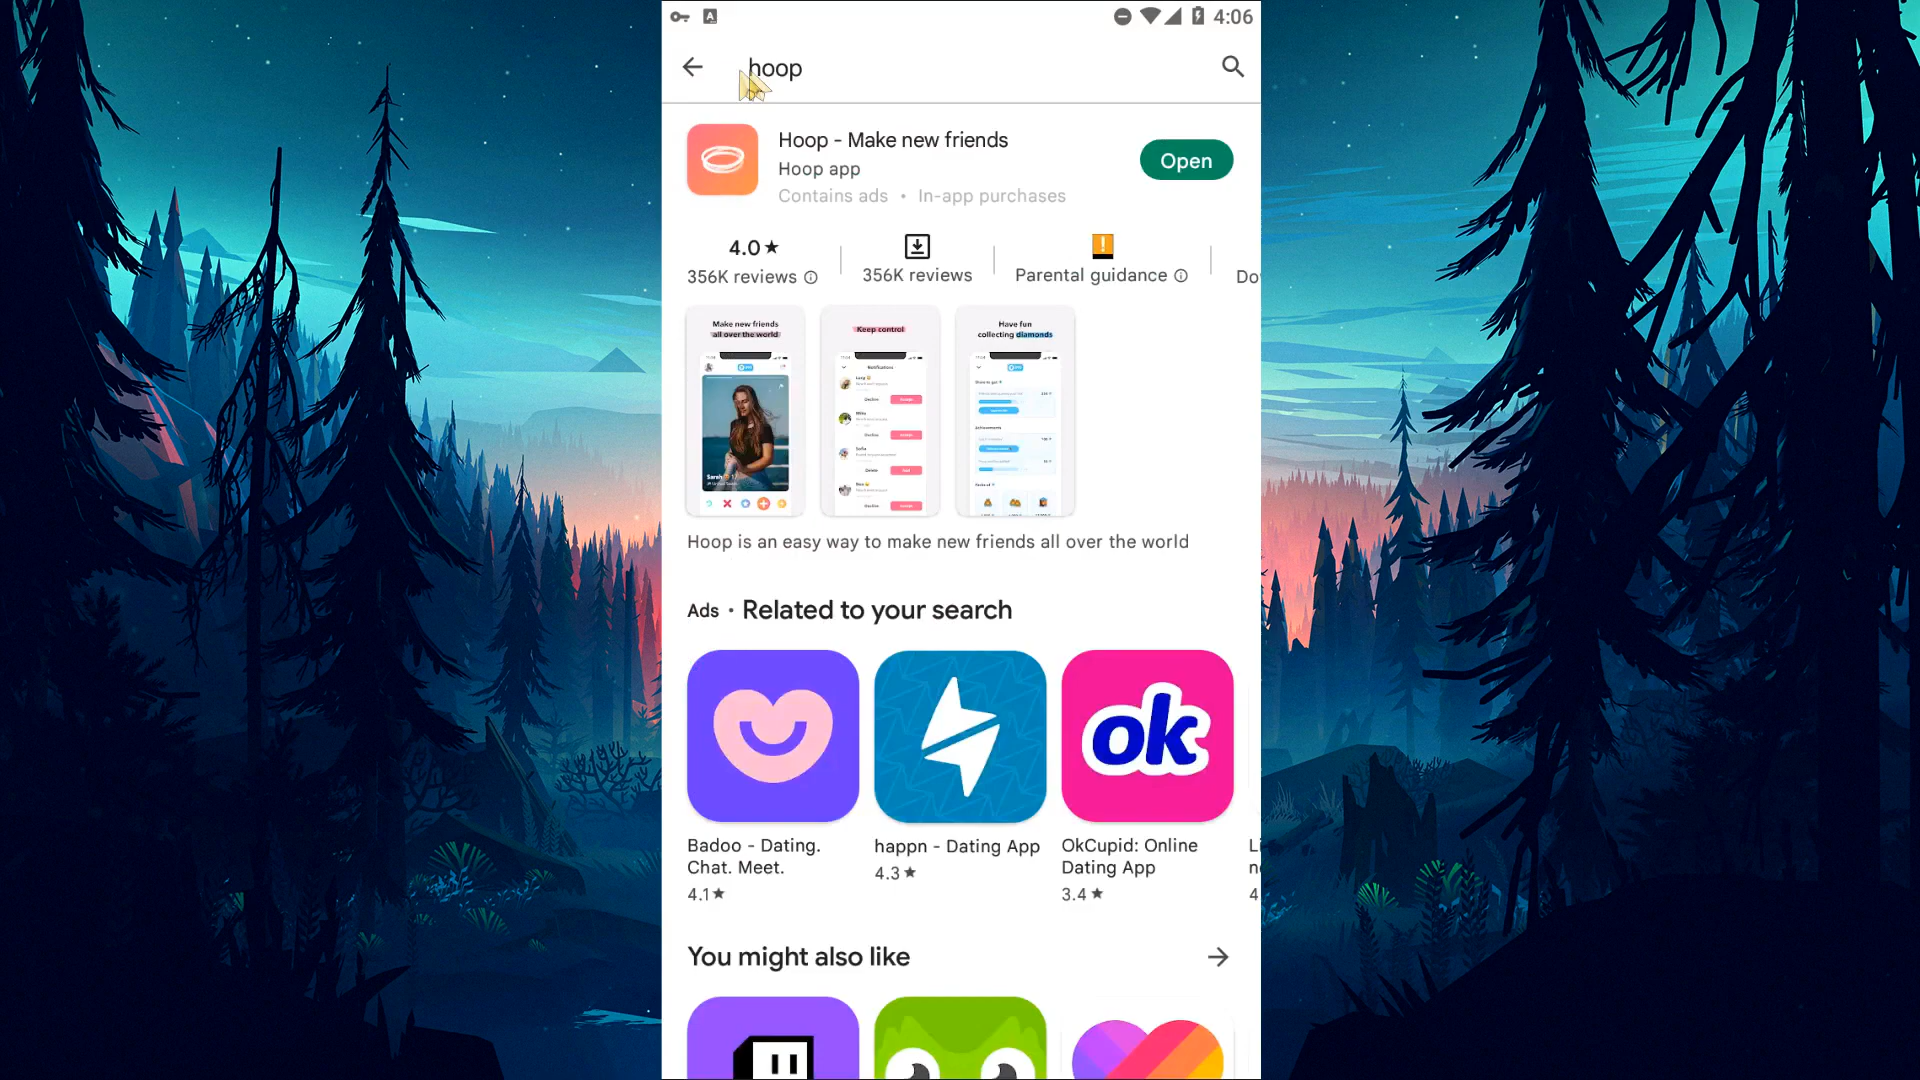 4:06
hoop
Hoop - Make new friends
Hoop app
Contains ads • In-app purchases
Open
4.0★
356K reviews
356K reviews
Parental guidance
Do
Make new friends
all over the world
Keep control
Notifications
Have fun
collecting diamonds
Hoop is an easy way to make new friends all over the world
Ads • Related to your search
ok
Badoo - Dating.
Chat. Meet.
4.1★
happn - Dating App
4.3★
OkCupid: Online
Dating App
3.4★
4
You might also like